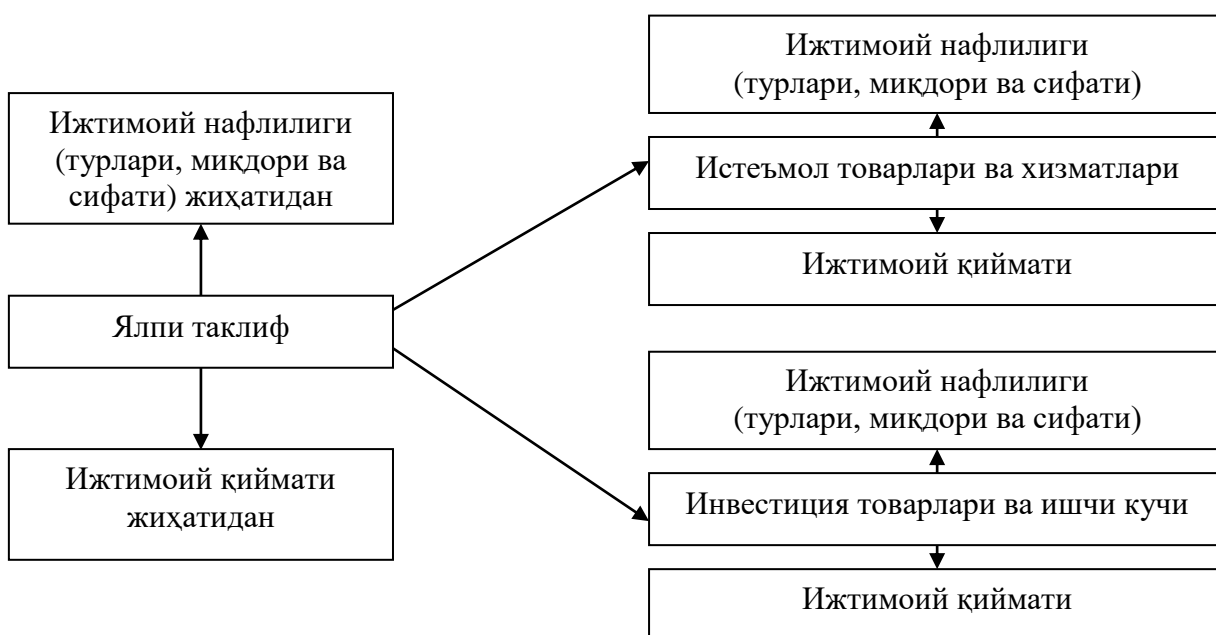 Ижтимоий нафлилиги
(турлари, миқдори ва
сифати) жиҳатидан
Ялпи таклиф
Ижтимоий қиймати
жиҳатидан
Ижтимоий нафлилиги
(турлари, миқдори ва сифати)
Истеъмол товарлари ва хизматлари
Ижтимоий қиймати
Ижтимоий нафлилиги
(турлари, миқдори ва сифати)
Инвестиция товарлари ва ишчи кучи
Ижтимоий қиймати